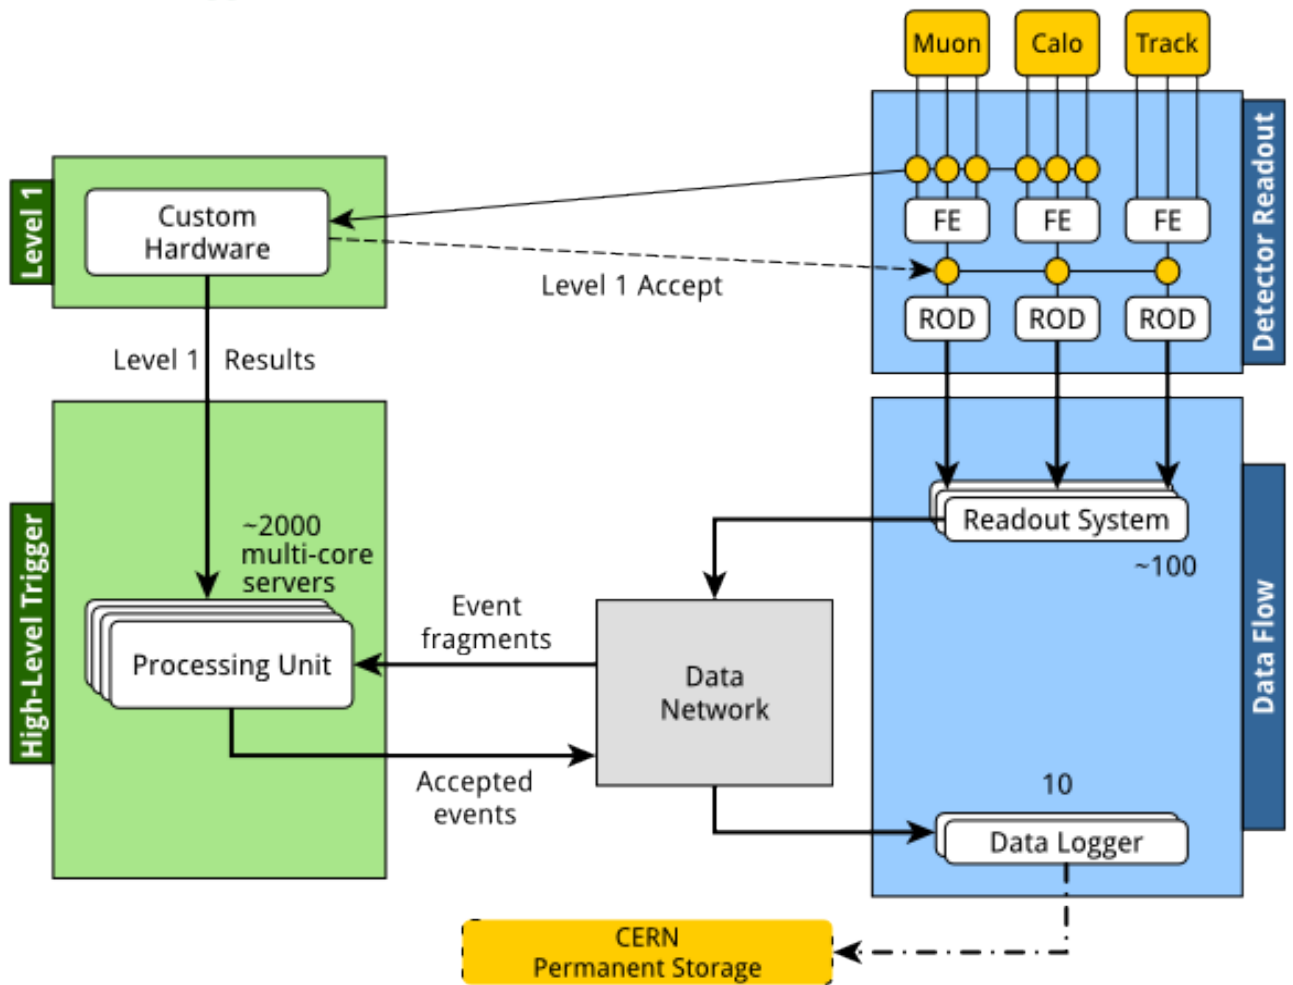 Muon
Calo
Track
Detector Readout
Level 1
Custom
Hardware
FE
FE
FE
Level 1 Accept
ROD
ROD
ROD
Level 1 Results
High-Level Trigger
~2000
multi-core
servers
Processing Unit
Event
fragments
Data
Network
Accepted
events
Readout System
~100
Data Flow
10
Data Logger
CERN
Permanent Storage